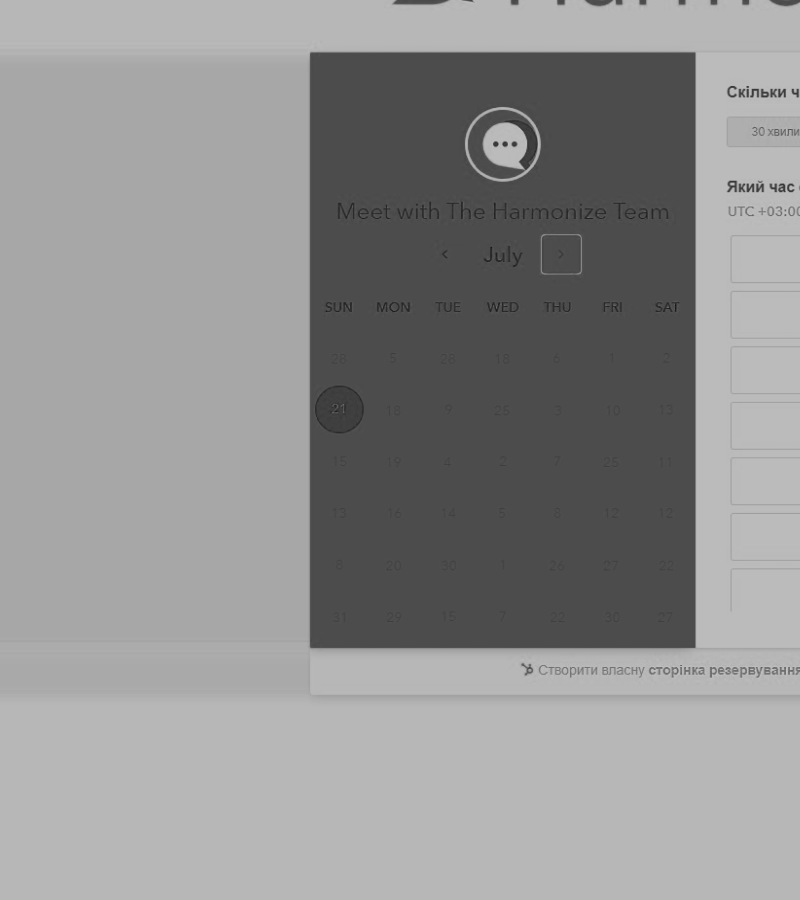 Meet with The Harmonize Team
July
SUN MON TUE WED THU FRI SAT
28 5 28 18 6 1 2
21 18 9 25 3 10 13
15 19 4 2 7 25 11
13 16 14 5 8 12 12
8 20 30 1 26 27 22
31 29 15 7 22 30 27
Скільки ч
30 хвили
Який час
UTC +03:00
Створити власну сторінка резервування